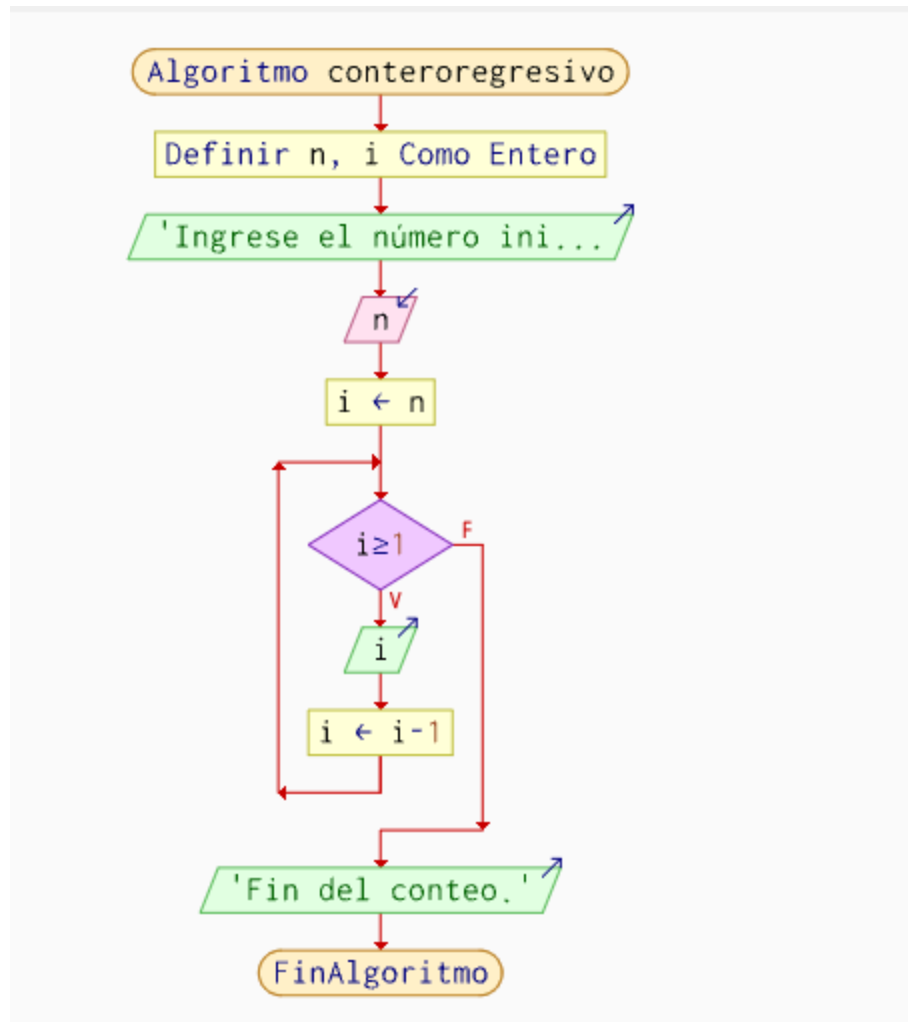 Algoritmo conteroregresivo
Definir n, i Como Entero
'Ingrese el número ini...
n
i ← n
i≥1
F
V
i
i ← i-1
'Fin del conteo.'
FinAlgoritmo